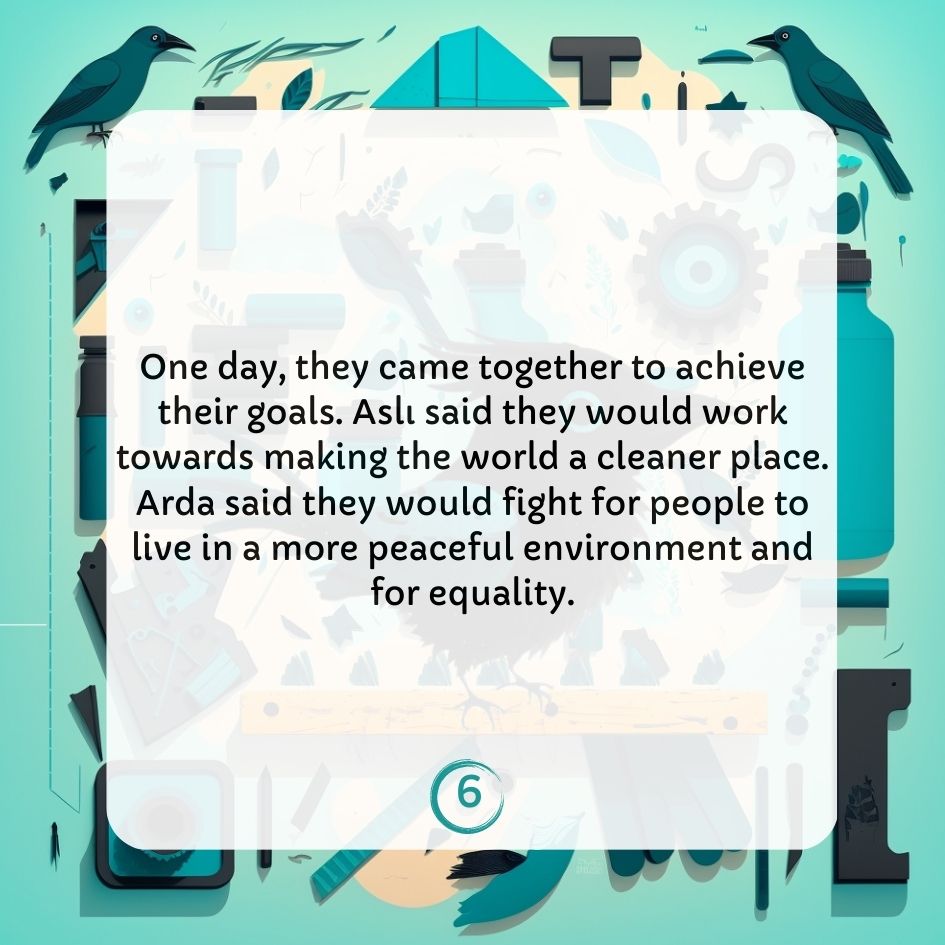 One day, they came together to achieve
their goals. Aslı said they would work
towards making the world a cleaner place.
Arda said they would fight for people to
live in a more peaceful environment and
for equality.
6